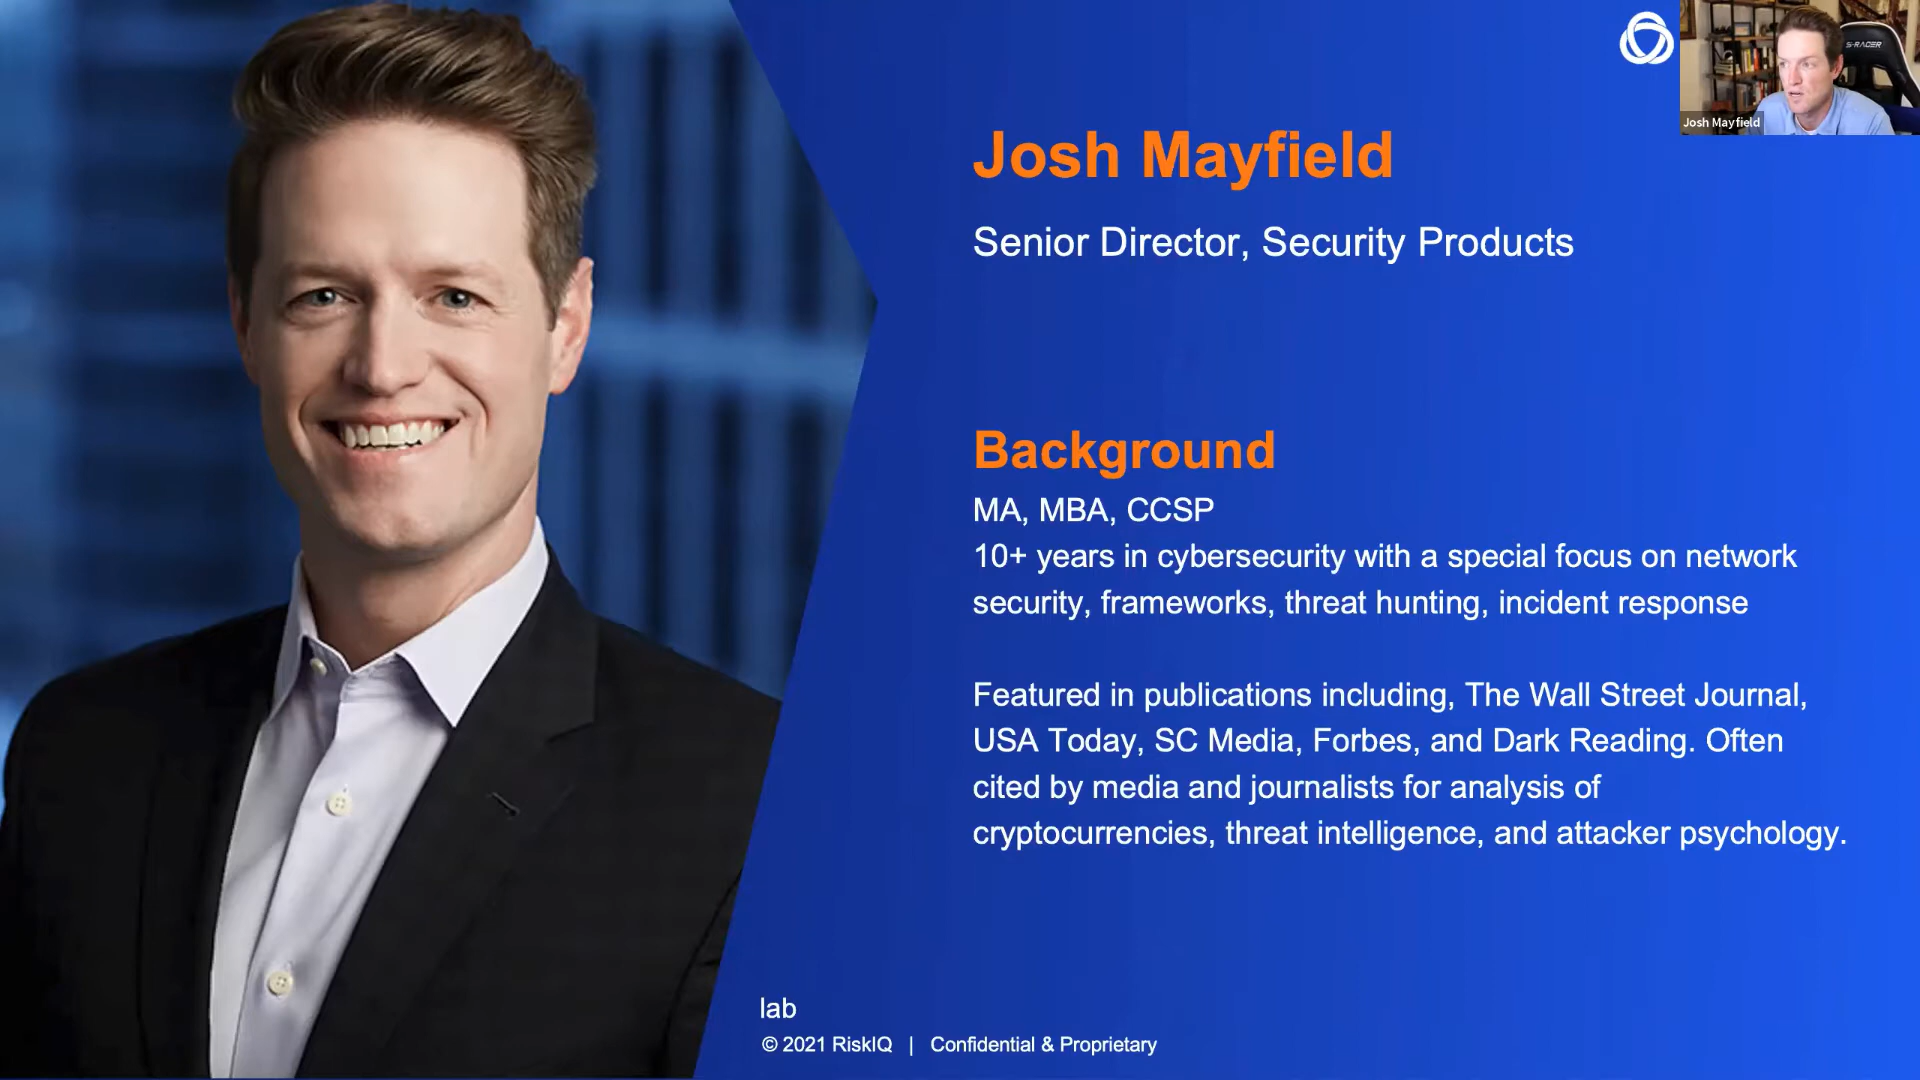 S-RACER
Josh Mayfield
Josh Mayfield
Senior Director, Security Products
Background
MA, MBA, CCSP
10+ years in cybersecurity with a special focus on network
security, frameworks, threat hunting, incident response
Featured in publications including, The Wall Street Journal,
USA Today, SC Media, Forbes, and Dark Reading. Often
cited by media and journalists for analysis of
cryptocurrencies, threat intelligence, and attacker psychology.
lab
© 2021 RiskIQ | Confidential & Proprietary